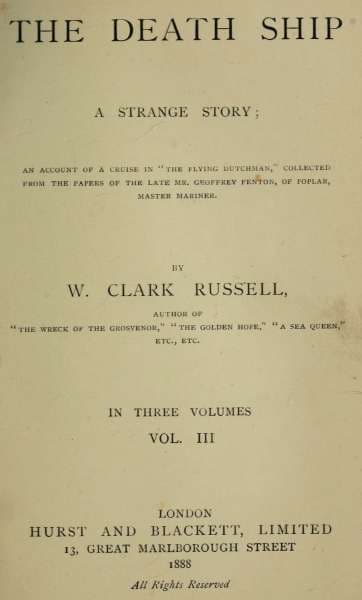 THE DEATH SHIP
A STRANGE STORY;
AN ACCOUNT OF A CRUISE IN "THE FLYING DUTCHMAN," COLLECTED
FROM THE PAPERS OF THE LATE MR. GEOFFREY FENTON, OF POPLAR,
MASTER MARINER.
BY
W. CLARK RUSSELL,
AUTHOR OF
"THE WRECK OF THE GROSVENOR," "THE GOLDEN HOPE," "A SEA QUEEN,"
ETC., ETC.
IN THREE VOLUMES
VOL. III
LONDON
HURST AND BLACKETT, LIMITED
13, GREAT MARLBOROUGH STREET
1888
All Rights Reserved